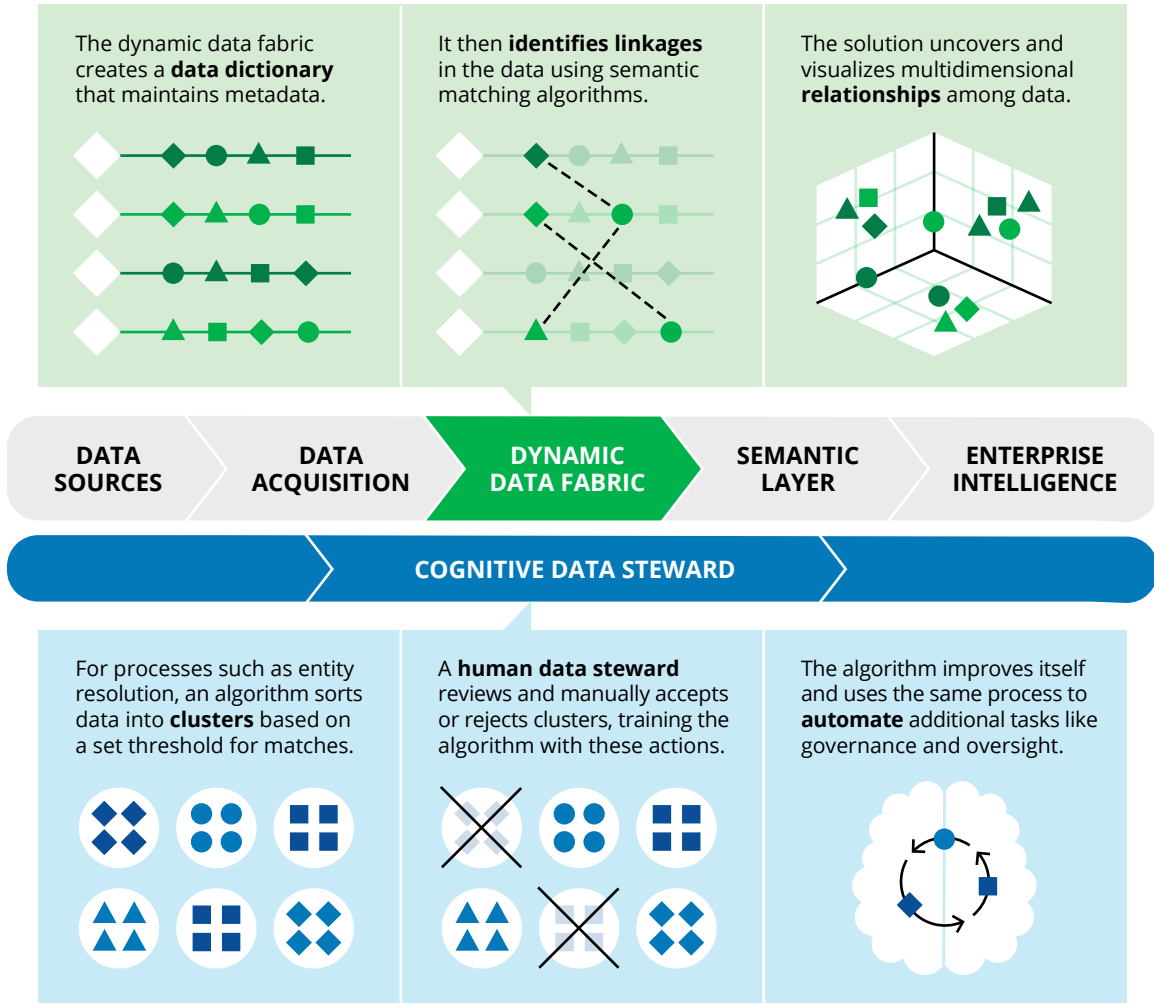 The dynamic data fabric
creates a data dictionary
that maintains metadata.
It then identifies linkages
in the data using semantic
matching algorithms.
The solution uncovers and
visualizes multidimensional
relationships among data.
DATA
SOURCES
DATA
ACQUISITION
DYNAMIC
DATA FABRIC
SEMANTIC
LAYER
ENTERPRISE
INTELLIGENCE
COGNITIVE DATA STEWARD
For processes such as entity
resolution, an algorithm sorts
data into clusters based on
a set threshold for matches.
A human data steward
reviews and manually accepts
or rejects clusters, training the
algorithm with these actions.
The algorithm improves itself
and uses the same process to
automate additional tasks like
governance and oversight.